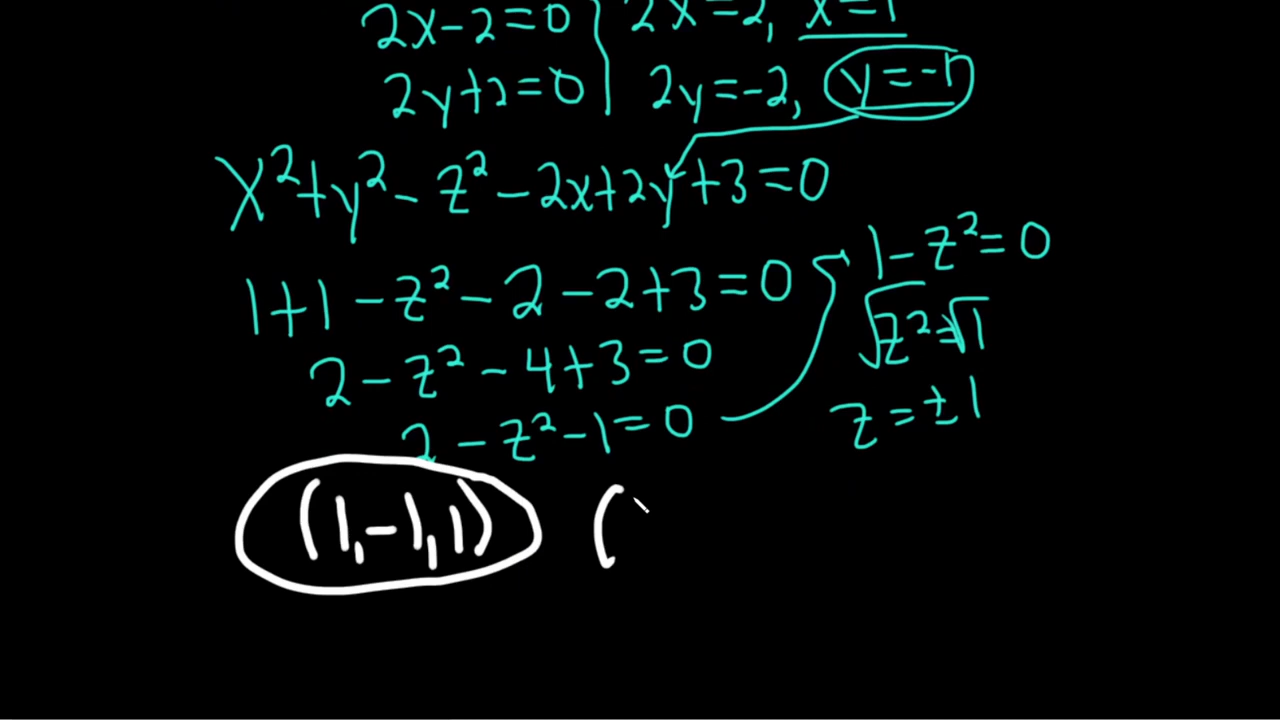 2x-2=0 | 2x=2, x=1
2y+2=0 | 2y=-2, y=-1
x²+y²-z²-2x+2y+3=0
1+1-z²-2-2+3=0
2-z²-4+3=0
2-z²-1=0
1-z²=0
√z²=√1
z=±1
(1,-1,1) (